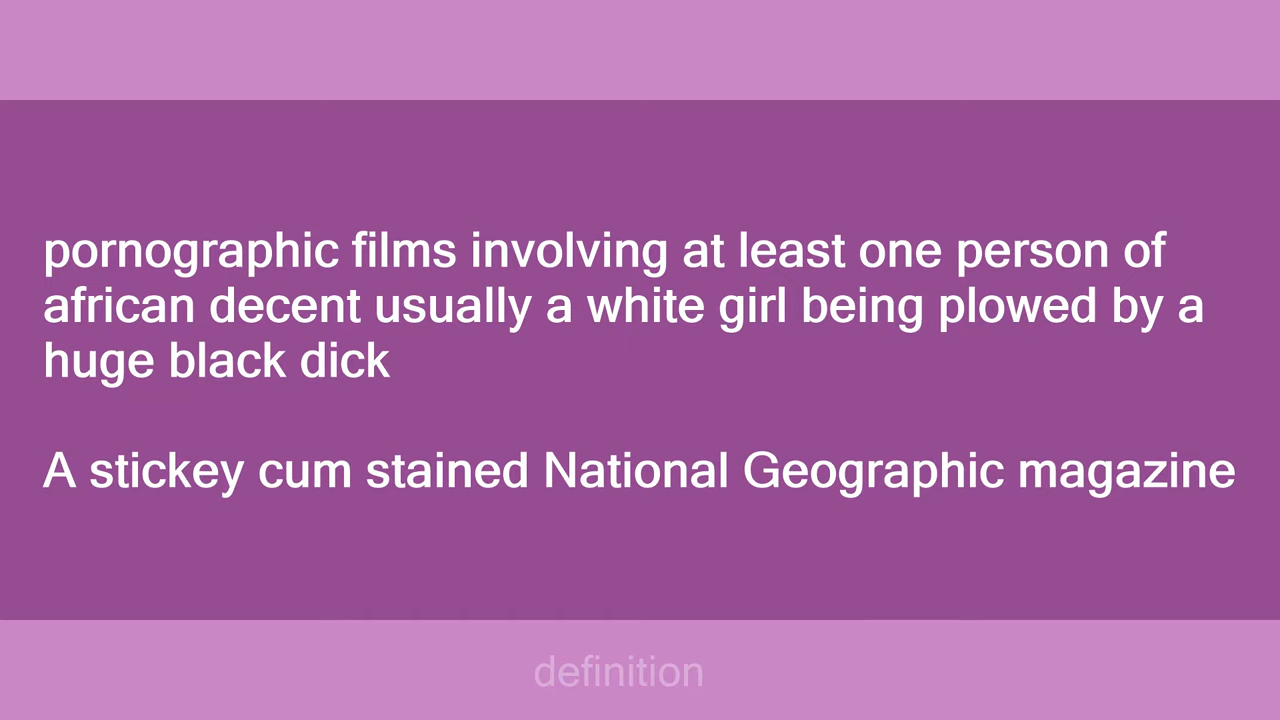 pornographic films involving at least one person of
african decent usually a white girl being plowed by a
huge black dick
A stickey cum stained National Geographic magazine
definition